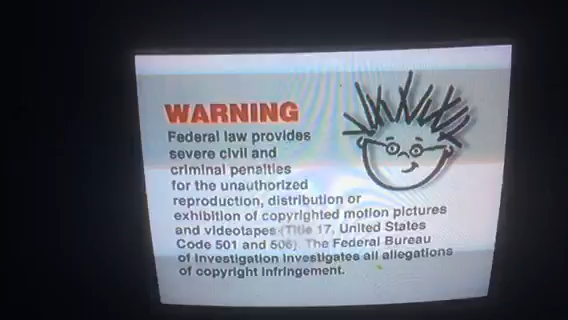 WARNING
Federal law provides
severe civil and
criminal penalties
for the unauthorized
reproduction, distribution or
exhibition of copyrighted motion pictures
and videotapes (Title 17, United States
Code 501 and 506). The Federal Bureau
of Investigation investigates all allegations
of copyright infringement.